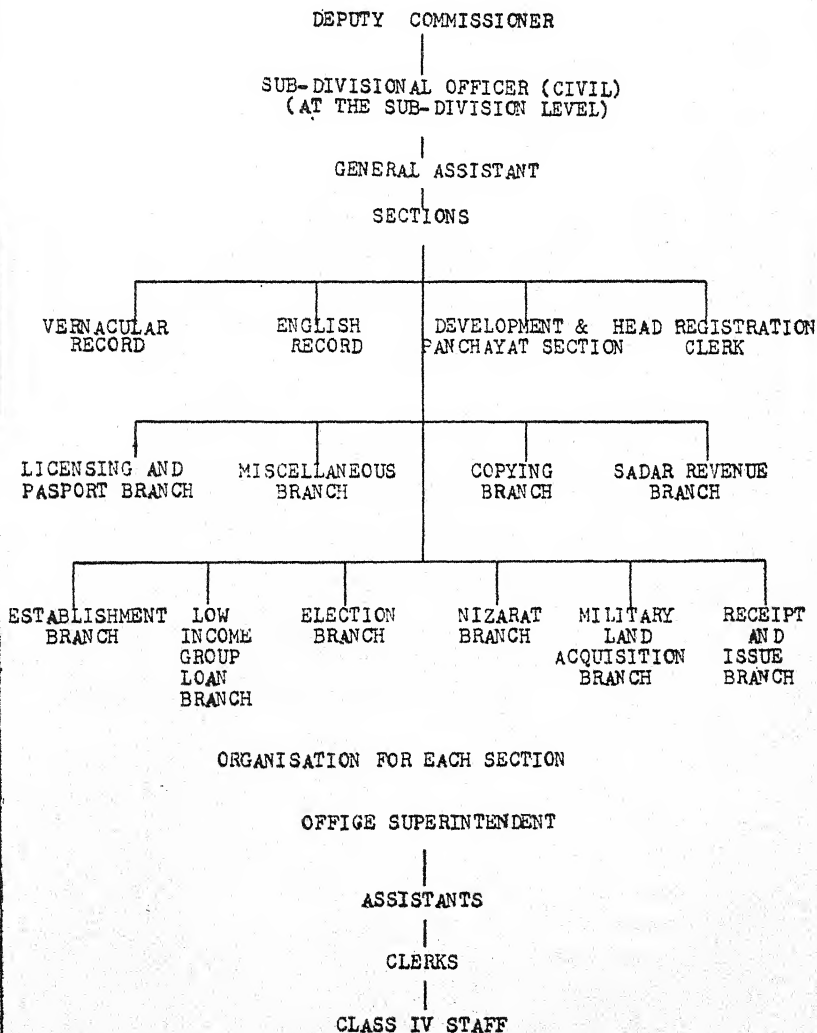 DEPUTY COMMISSIONER
SUB-DIVISIONAL OFFICER (CIVIL)
(AT THE SUB-DIVISION LEVEL)
GENERAL ASSISTANT
SECTIONS
VERNACULAR RECORD
ENGLISH RECORD
DEVELOPMENT & PANCHAYAT SECTION
HEAD REGISTRATION CLERK
LICENSING AND PASPORT BRANCH
MISCELLANEOUS BRANCH
COPYING BRANCH
SADAR REVENUE BRANCH
ESTABLISHMENT BRANCH
LOW INCOME GROUP LOAN BRANCH
ELECTION BRANCH
NIZARAT BRANCH
MILITARY LAND ACQUISITION BRANCH
RECEIPT AND ISSUE BRANCH
ORGANISATION FOR EACH SECTION
OFFIGE SUPERINTENDENT
ASSISTANTS
CLERKS
CLASS IV STAFF